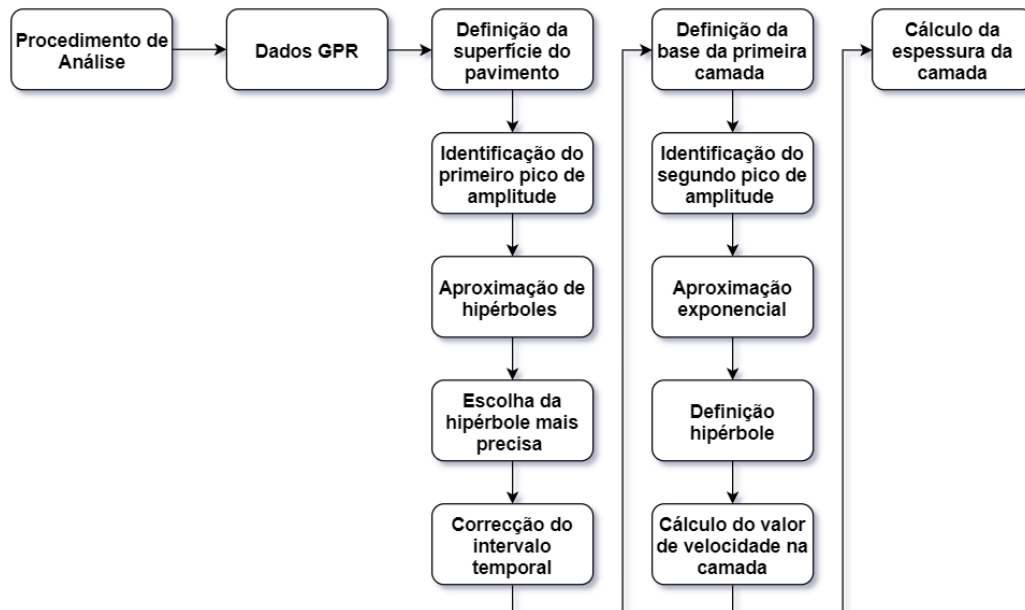 Procedimento de
Análise
Dados GPR
Definição da
superfície do
pavimento
Identificação do
primeiro pico de
amplitude
Aproximação de
hipérboles
Escolha da
hipérbole mais
precisa
Correcção do
intervalo
temporal
Definição da
base da primeira
camada
Identificação do
segundo pico de
amplitude
Aproximação
exponencial
Definição
hipérbole
Cálculo do valor
de velocidade na
camada
Cálculo da
espessura da
camada